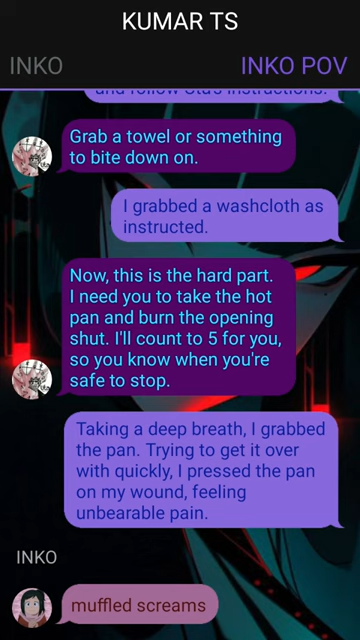 KUMAR TS
INKO
INKO POV
and follow Ota's instructions.
Grab a towel or something
to bite down on.
I grabbed a washcloth as
instructed.
Now, this is the hard part.
I need you to take the hot
pan and burn the opening
shut. I'll count to 5 for you,
so you know when you're
safe to stop.
Taking a deep breath, I grabbed
the pan. Trying to get it over
with quickly, I pressed the pan
on my wound, feeling
unbearable pain.
INKO
muffled screams